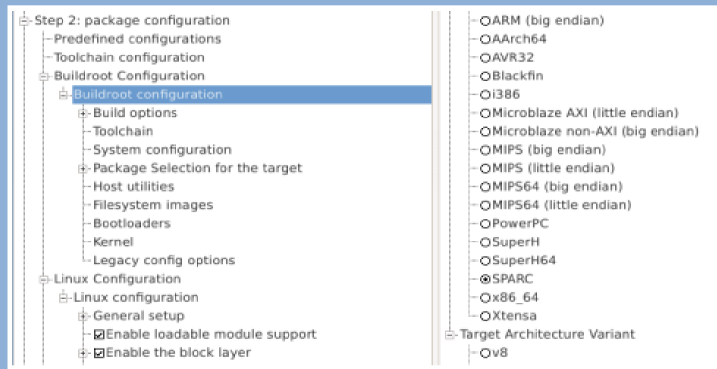 Step 2: package configuration
Predefined configurations
Toolchain configuration
Buildroot Configuration
Buildroot configuration
Build options
Toolchain
System configuration
Package Selection for the target
Host utilities
Filesystem images
Bootloaders
Kernel
Legacy config options
Linux Configuration
Linux configuration
General setup
Enable loadable module support
Enable the block layer
ARM (big endian)
AArch64
AVR32
Blackfin
i386
Microblaze AXI (little endian)
Microblaze non-AXI (big endian)
MIPS (big endian)
MIPS (little endian)
MIPS64 (big endian)
MIPS64 (little endian)
PowerPC
SuperH
SuperH64
SPARC
x86_64
Xtensa
Target Architecture Variant
v8